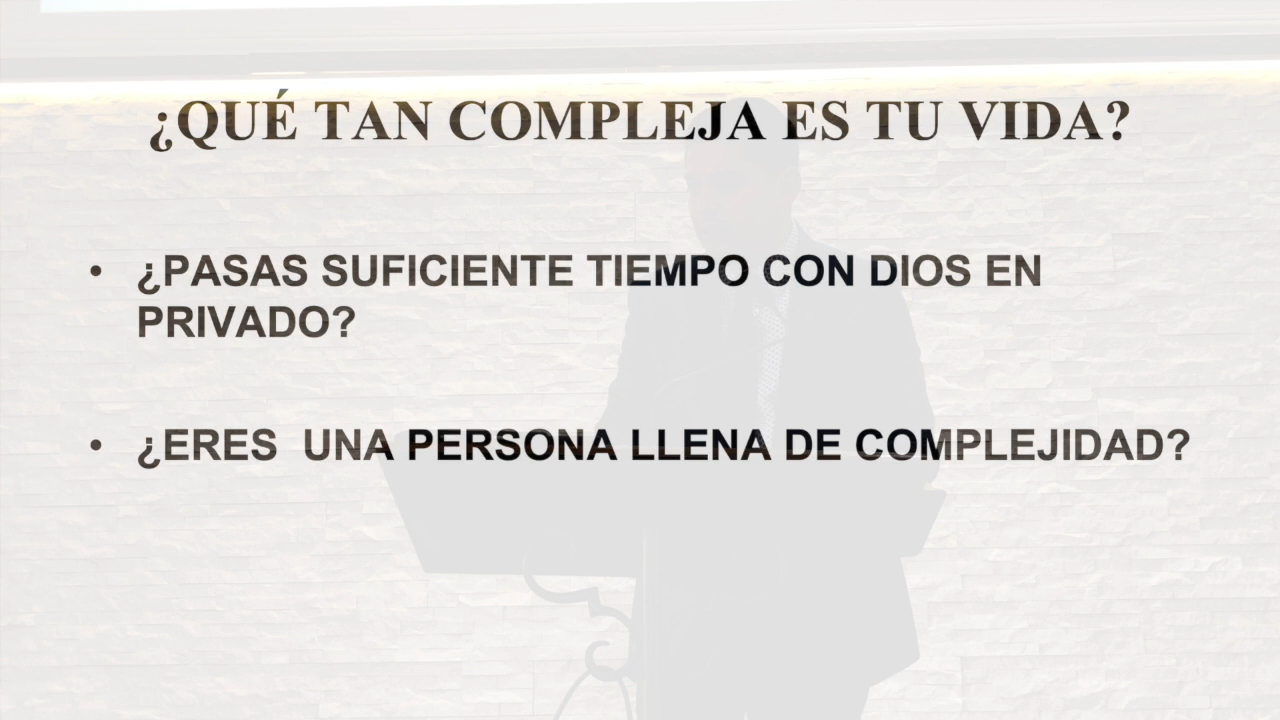 ¿QUÉ TAN COMPLEJA ES TU VIDA?
• ¿PASAS SUFICIENTE TIEMPO CON DIOS EN
PRIVADO?
• ¿ERES  UNA PERSONA LLENA DE COMPLEJIDAD?